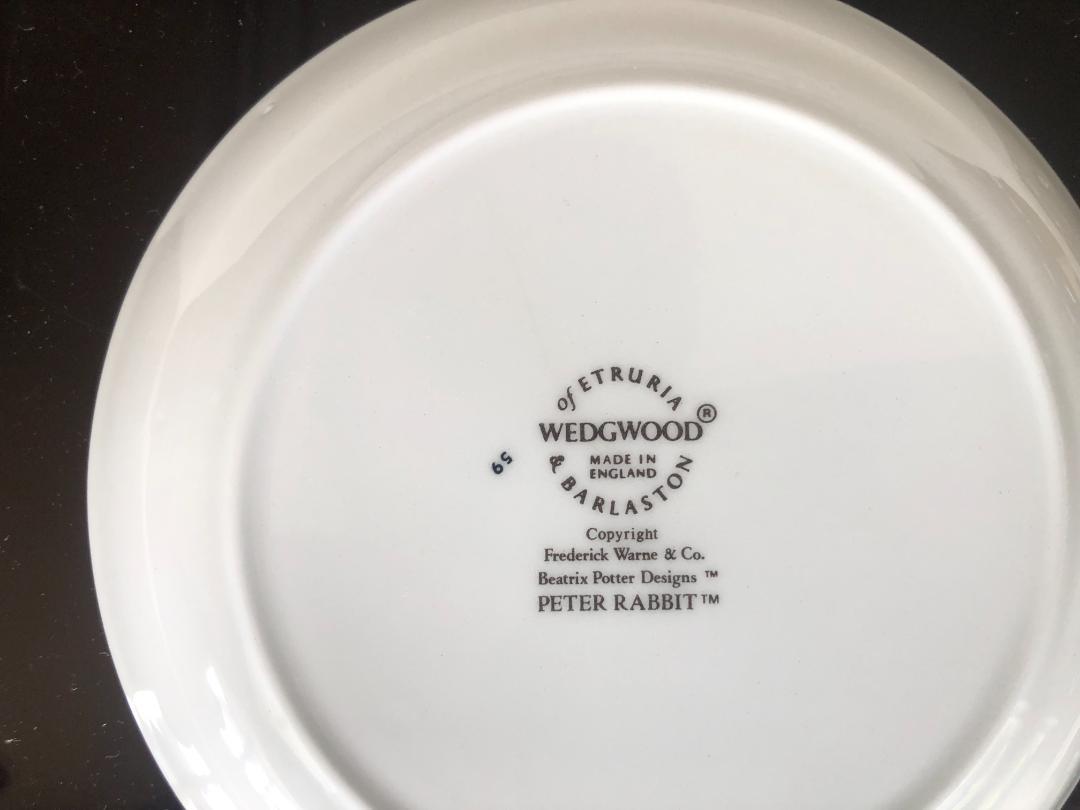 of ETRURIA
WEDGWOOD®
MADE IN
ENGLAND
& BARLASTON
59
Copyright
Frederick Warne & Co.
Beatrix Potter Designs ™
PETER RABBIT™